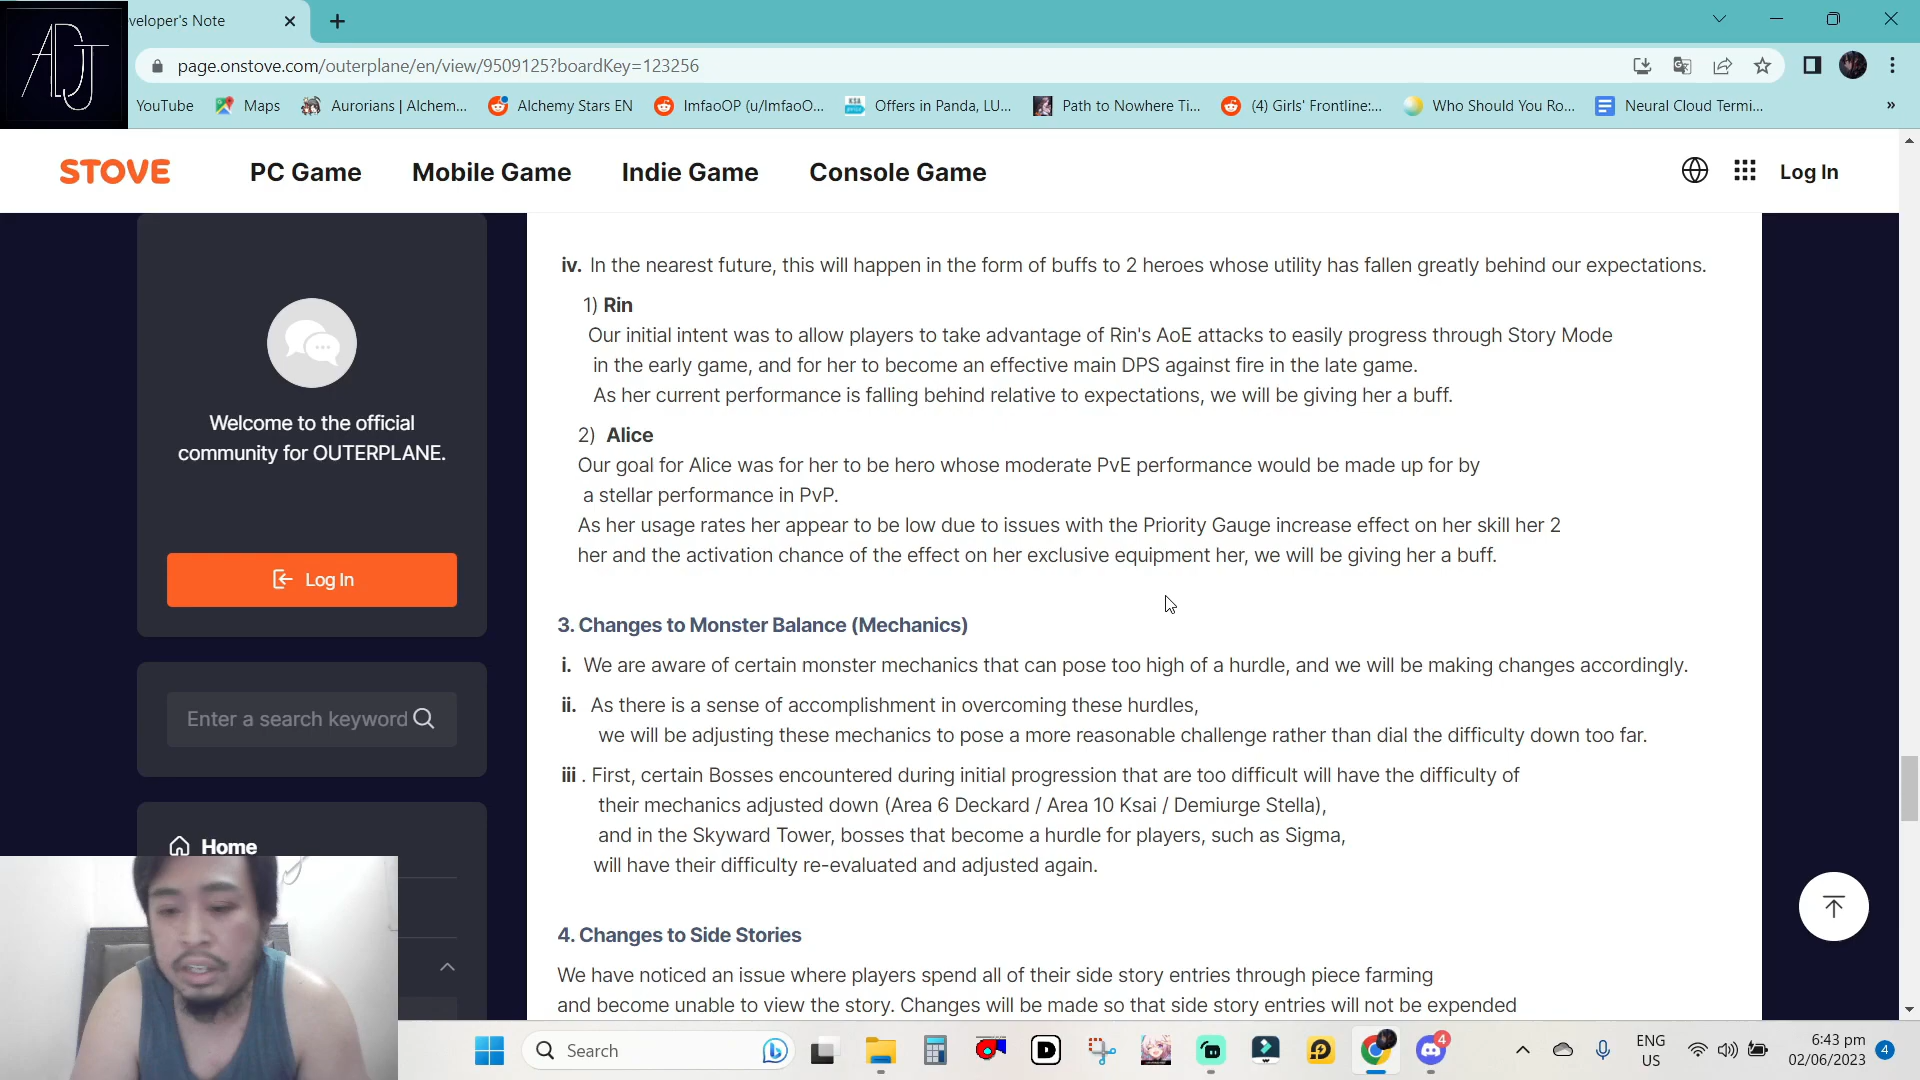 veloper's Note
ADJ
page.onstove.com/outerplane/en/view/9509125?boardKey=123256
YouTube
Maps
Aurorians | Alchem...
Alchemy Stars EN
lmfaoOP (u/lmfaoO...
Offers in Panda, LU...
Path to Nowhere Ti...
(4) Girls' Frontline:...
Who Should You Ro...
Neural Cloud Termi...
»
STOVE
PC Game
Mobile Game
Indie Game
Console Game
Log In
Welcome to the official
community for OUTERPLANE.
Log In
Enter a search keyword
Home
iv. In the nearest future, this will happen in the form of buffs to 2 heroes whose utility has fallen greatly behind our expectations.
1) Rin
Our initial intent was to allow players to take advantage of Rin's AoE attacks to easily progress through Story Mode
in the early game, and for her to become an effective main DPS against fire in the late game.
As her current performance is falling behind relative to expectations, we will be giving her a buff.
2) Alice
Our goal for Alice was for her to be hero whose moderate PvE performance would be made up for by
a stellar performance in PvP.
As her usage rates her appear to be low due to issues with the Priority Gauge increase effect on her skill her 2
her and the activation chance of the effect on her exclusive equipment her, we will be giving her a buff.
3. Changes to Monster Balance (Mechanics)
i. We are aware of certain monster mechanics that can pose too high of a hurdle, and we will be making changes accordingly.
ii. As there is a sense of accomplishment in overcoming these hurdles,
we will be adjusting these mechanics to pose a more reasonable challenge rather than dial the difficulty down too far.
iii . First, certain Bosses encountered during initial progression that are too difficult will have the difficulty of
their mechanics adjusted down (Area 6 Deckard / Area 10 Ksai / Demiurge Stella),
and in the Skyward Tower, bosses that become a hurdle for players, such as Sigma,
will have their difficulty re-evaluated and adjusted again.
4. Changes to Side Stories
We have noticed an issue where players spend all of their side story entries through piece farming
and become unable to view the story. Changes will be made so that side story entries will not be expended
Search
4
ENG
US
6:43 pm
02/06/2023
4